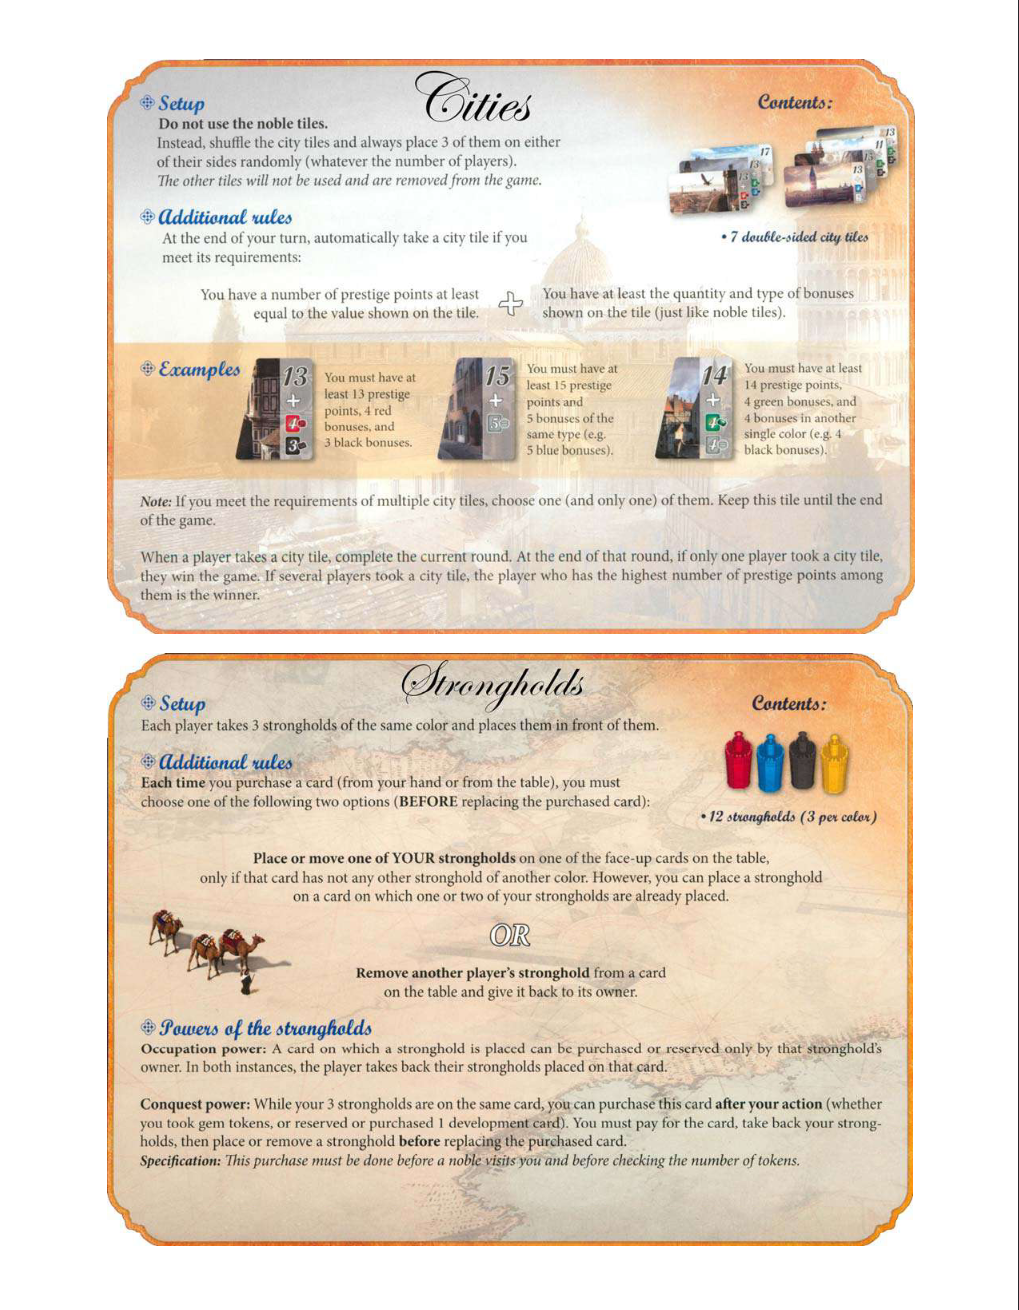 Cities
Setup
Do not use the noble tiles.
Instead, shuffle the city tiles and always place 3 of them on either
of their sides randomly (whatever the number of players).
The other tiles will not be used and are removed from the game.
Contents:
17
13
11
13
• 7 double-sided city tiles
Additional rules
At the end of your turn, automatically take a city tile if you
meet its requirements:
You have a number of prestige points at least
equal to the value shown on the tile.
+
You have at least the quantity and type of bonuses
shown on the tile (just like noble tiles).
Examples
13
+
4
3
You must have at
least 13 prestige
points, 4 red
bonuses, and
3 black bonuses.
15
+
5
You must have at
least 15 prestige
points and
5 bonuses of the
same type (e.g.
5 blue bonuses).
14
+
4
4
You must have at least
14 prestige points,
4 green bonuses, and
4 bonuses in another
single color (e.g. 4
black bonuses).
Note: If you meet the requirements of multiple city tiles, choose one (and only one) of them. Keep this tile until the end
of the game.
When a player takes a city tile, complete the current round. At the end of that round, if only one player took a city tile,
they win the game. If several players took a city tile, the player who has the highest number of prestige points among
them is the winner.
Strongholds
Setup
Each player takes 3 strongholds of the same color and places them in front of them.
Contents:
• 12 strongholds (3 per color)
Additional rules
Each time you purchase a card (from your hand or from the table), you must
choose one of the following two options (BEFORE replacing the purchased card):
Place or move one of YOUR strongholds on one of the face-up cards on the table,
only if that card has not any other stronghold of another color. However, you can place a stronghold
on a card on which one or two of your strongholds are already placed.
OR
Remove another player's stronghold from a card
on the table and give it back to its owner.
Powers of the strongholds
Occupation power: A card on which a stronghold is placed can be purchased or reserved only by that stronghold's
owner. In both instances, the player takes back their strongholds placed on that card.
Conquest power: While your 3 strongholds are on the same card, you can purchase this card after your action (whether
you took gem tokens, or reserved or purchased 1 development card). You must pay for the card, take back your strong-
holds, then place or remove a stronghold before replacing the purchased card.
Specification: This purchase must be done before a noble visits you and before checking the number of tokens.